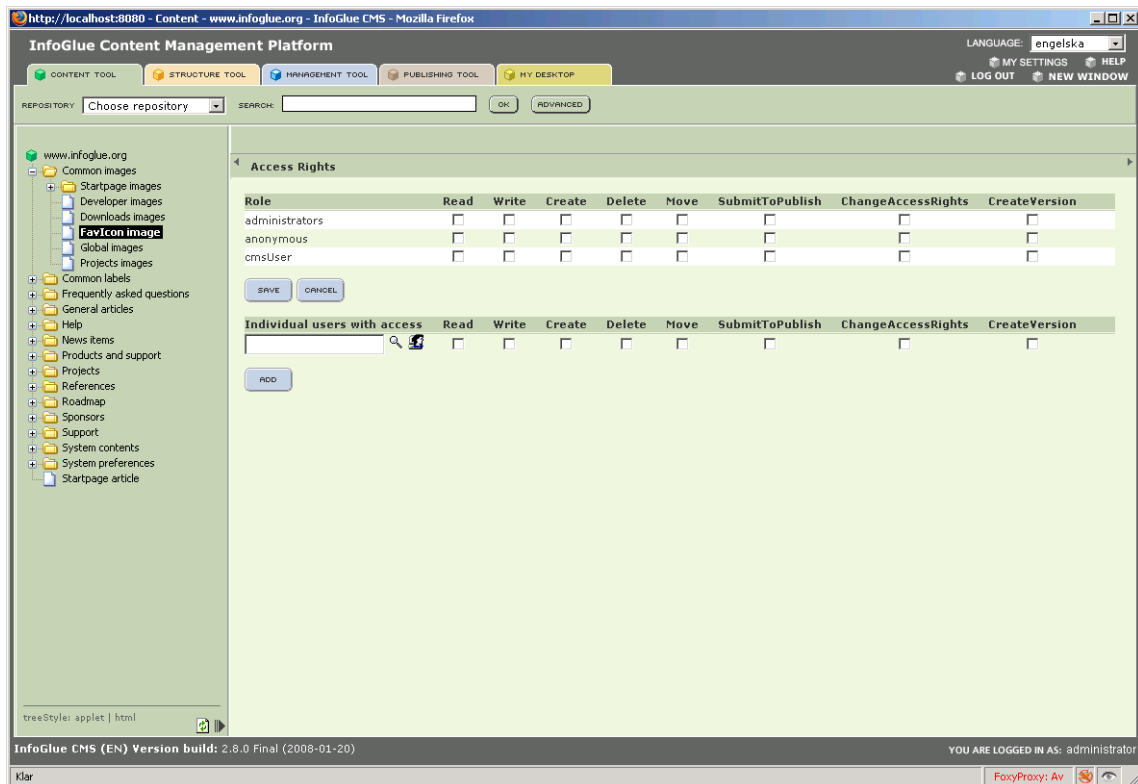 http://localhost:8080 - Content - www.infoglue.org - InfoGlue CMS - Mozilla Firefox
InfoGlue Content Management Platform
LANGUAGE: engelska
MY SETTINGS HELP
LOG OUT NEW WINDOW
CONTENT TOOL STRUCTURE TOOL MANAGEMENT TOOL PUBLISHING TOOL MY DESKTOP
REPOSITORY Choose repository SEARCH: OK ADVANCED
www.infoglue.org
Common images
Startpage images
Developer images
Downloads images
FavIcon image
Global images
Projects images
Common labels
Frequently asked questions
General articles
Help
News items
Products and support
Projects
References
Roadmap
Sponsors
Support
System contents
System preferences
Startpage article
treeStyle: applet | html
Access Rights
Role Read Write Create Delete Move SubmitToPublish ChangeAccessRights CreateVersion
administrators
anonymous
cmsUser
SAVE CANCEL
Individual users with access Read Write Create Delete Move SubmitToPublish ChangeAccessRights CreateVersion
ADD
InfoGlue CMS (EN) Version build: 2.8.0 Final (2008-01-20)
YOU ARE LOGGED IN AS: administrator
Klar
FoxyProxy: Av